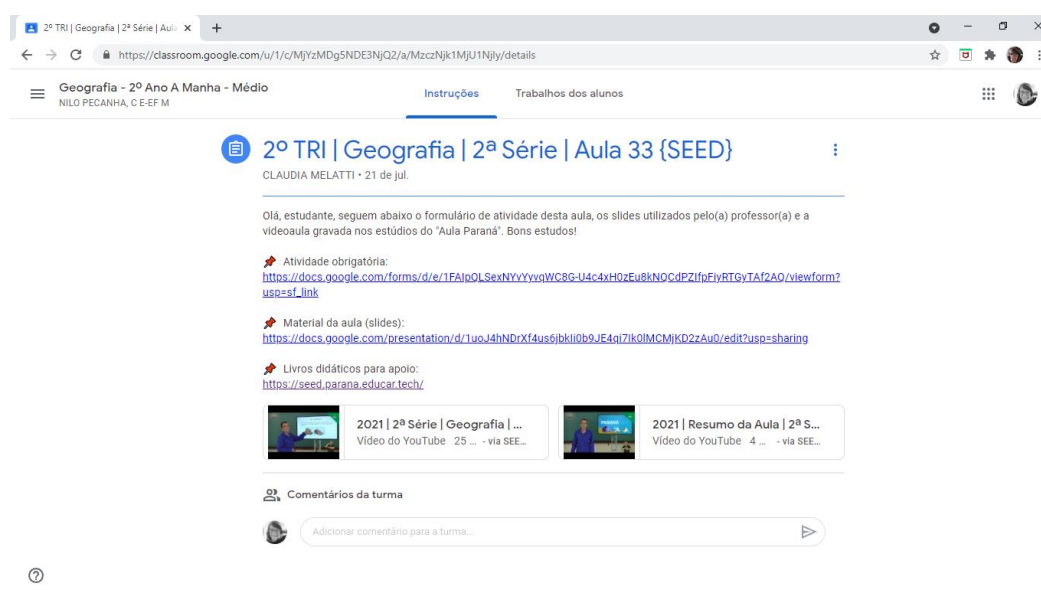 2º TRI | Geografia | 2ª Série | Aula
https://classroom.google.com/u/1/c/MjYzMDg5NDE3NjQ2/a/MzczNjk1MjU1Njly/details
Geografia - 2º Ano A Manha - Médio
NILO PECANHA, C E-EF M
Instruções
Trabalhos dos alunos
2º TRI | Geografia | 2ª Série | Aula 33 {SEED}
CLAUDIA MELATTI • 21 de jul.
Olá, estudante, seguem abaixo o formulário de atividade desta aula, os slides utilizados pelo(a) professor(a) e a
videoaula gravada nos estúdios do "Aula Paraná". Bons estudos!
Atividade obrigatória:
https://docs.google.com/forms/d/e/1FAIpQLSexNYvYyvqWC8G-U4c4xH0zEu8kNQCdPZIfpFjyRTGyTAf2AQ/viewform?
usp=sf_link
Material da aula (slides):
https://docs.google.com/presentation/d/1uoJ4hNDrXf4us6jbkIi0b9JE4qi7Ik0lMCMjKD2zAu0/edit?usp=sharing
Livros didáticos para apoio:
https://seed.parana.educar.tech/
2021 | 2ª Série | Geografia | ...
Vídeo do YouTube 25 ... - via SEE...
2021 | Resumo da Aula | 2ª S...
Vídeo do YouTube 4 ... - via SEE...
Comentários da turma
Adicionar comentário para a turma...